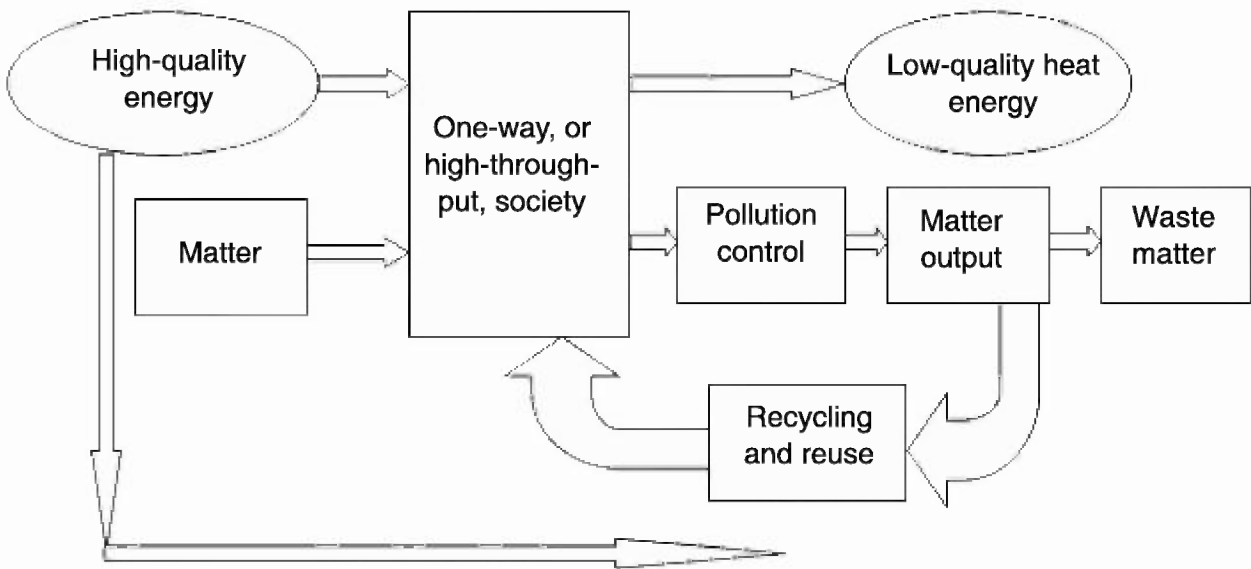 High-quality
energy
One-way, or
high-through-
put, society
Low-quality heat
energy
Matter
Pollution
control
Matter
output
Waste
matter
Recycling
and reuse